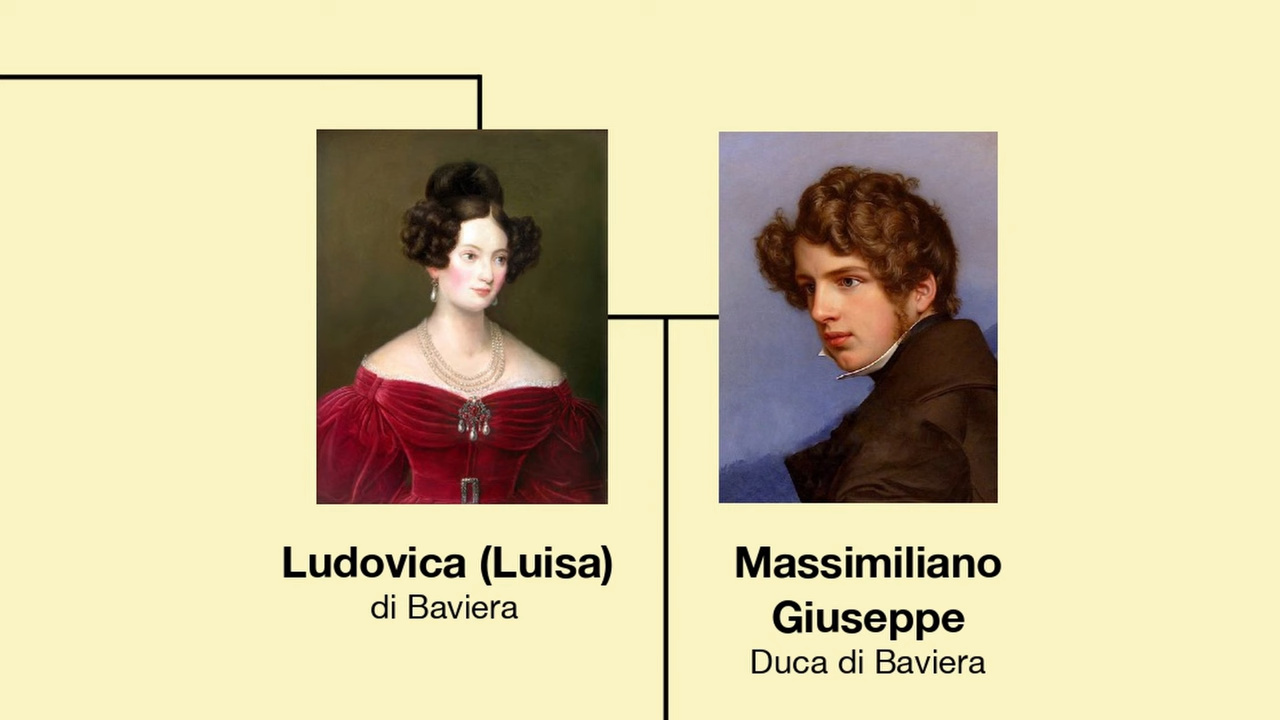 Ludovica (Luisa)
di Baviera
Massimiliano
Giuseppe
Duca di Baviera